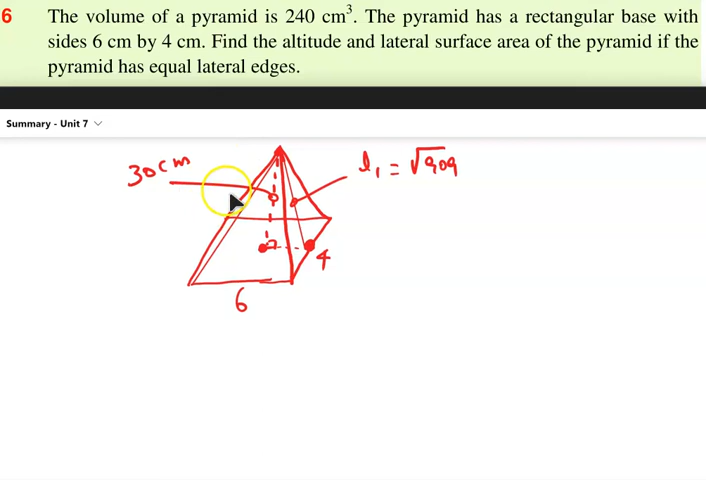 6 The volume of a pyramid is 240 cm³. The pyramid has a rectangular base with
sides 6 cm by 4 cm. Find the altitude and lateral surface area of the pyramid if the
pyramid has equal lateral edges.
Summary - Unit 7
30cm
l₁ = √909
4
6